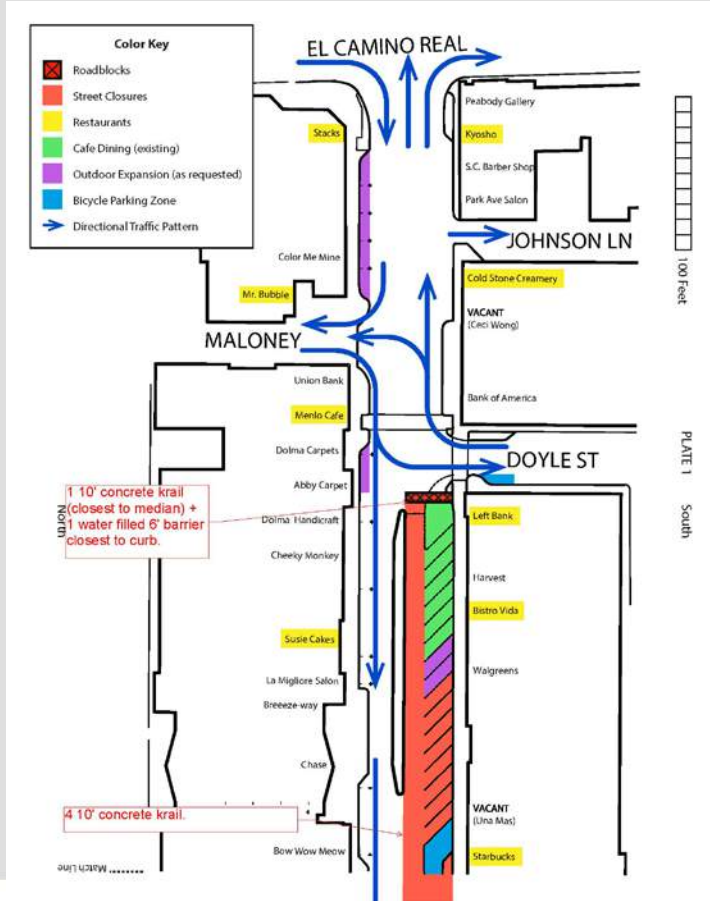 Color Key
Roadblocks
Street Closures
Restaurants
Cafe Dining (existing)
Outdoor Expansion (as requested)
Bicycle Parking Zone
Directional Traffic Pattern
EL CAMINO REAL
Stacks
Peabody Gallery
Kyosho
S.C. Barber Shop
Park Ave Salon
JOHNSON LN
Color Me Mine
Mr. Bubble
Cold Stone Creamery
VACANT
(Ceci Wong)
MALONEY
Union Bank
Menlo Cafe
Bank of America
Dolma Carpets
Abby Carpet
DOYLE ST
1 10' concrete krail
(closest to median) +
1 water filled 6' barrier
closest to curb.
North
Dolma Handicraft
Cheeky Monkey
Left Bank
Harvest
Bistro Vida
Susie Cakes
Walgreens
La Migliore Salon
Breeeze-way
Chase
4 10' concrete krail.
VACANT
(Una Mas)
Bow Wow Meow
Starbucks
Match Line
100 Feet
PLATE 1
South